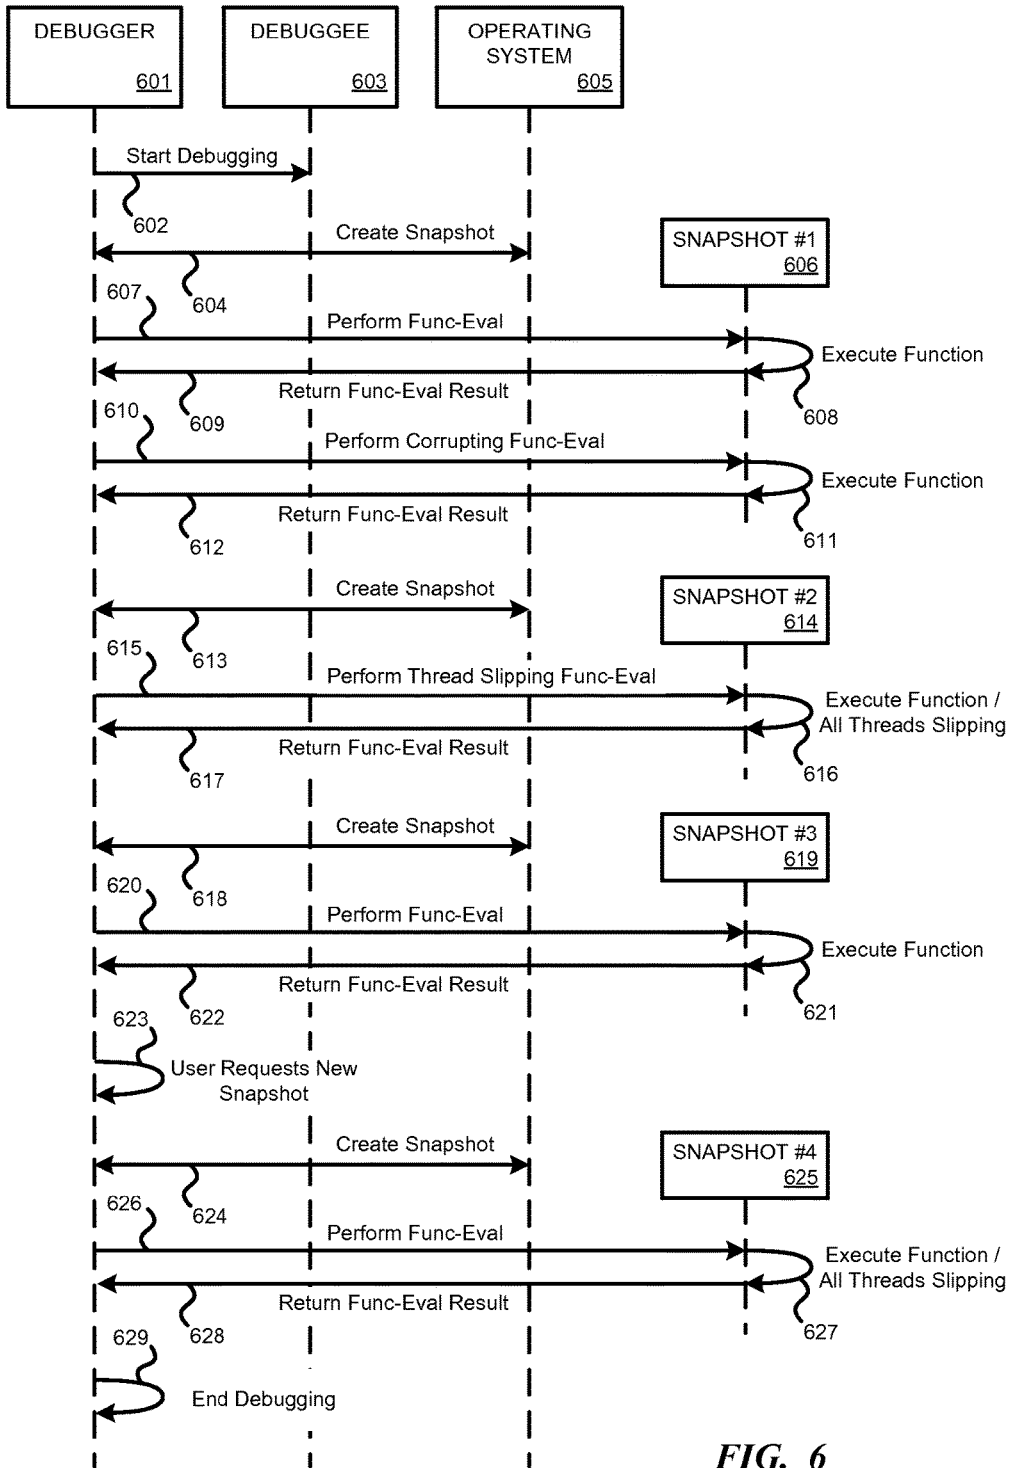 DEBUGGER
601
DEBUGGEE
603
OPERATING
SYSTEM
605
Start Debugging
602
Create Snapshot
604
SNAPSHOT #1
606
607
Perform Func-Eval
Execute Function
608
Return Func-Eval Result
609
610
Perform Corrupting Func-Eval
Execute Function
611
Return Func-Eval Result
612
Create Snapshot
613
SNAPSHOT #2
614
615
Perform Thread Slipping Func-Eval
Execute Function /
All Threads Slipping
616
Return Func-Eval Result
617
Create Snapshot
618
SNAPSHOT #3
619
620
Perform Func-Eval
Execute Function
621
Return Func-Eval Result
622
623
User Requests New
Snapshot
Create Snapshot
624
SNAPSHOT #4
625
626
Perform Func-Eval
Execute Function /
All Threads Slipping
627
Return Func-Eval Result
628
629
End Debugging
FIG. 6